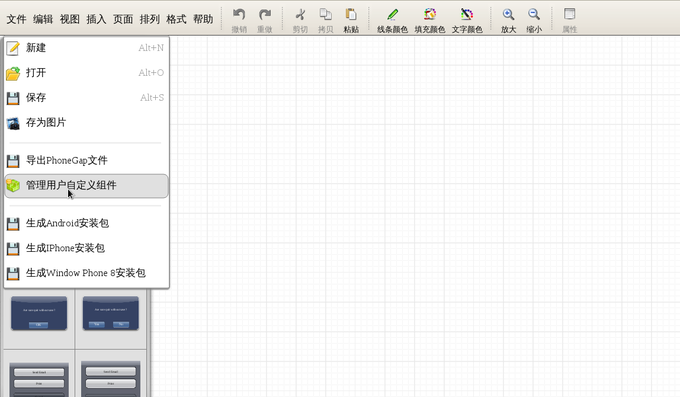 文件 编辑 视图 插入 页面 排列 格式 帮助
撤销 重做 剪切 拷贝 粘贴 线条颜色 填充颜色 文字颜色 放大 缩小 属性
新建 Alt+N
打开 Alt+O
保存 Alt+S
存为图片
导出PhoneGap文件
管理用户自定义组件
生成Android安装包
生成IPhone安装包
生成Window Phone 8安装包